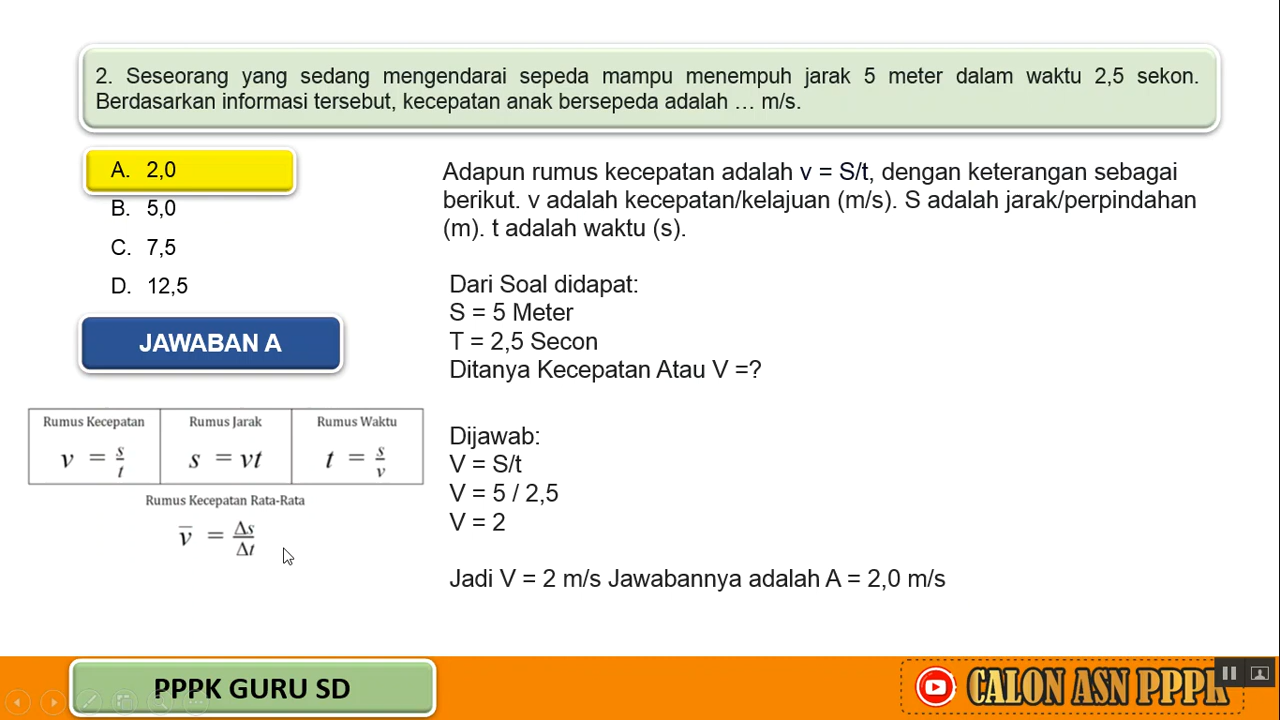 2. Seseorang yang sedang mengendarai sepeda mampu menempuh jarak 5 meter dalam waktu 2,5 sekon.
Berdasarkan informasi tersebut, kecepatan anak bersepeda adalah … m/s.
A. 2,0
B. 5,0
C. 7,5
D. 12,5
JAWABAN A
Rumus Kecepatan
v = s/t
Rumus Jarak
s = vt
Rumus Waktu
t = s/v
Rumus Kecepatan Rata-Rata
v̅ = Δs/Δt
Adapun rumus kecepatan adalah v = S/t, dengan keterangan sebagai
berikut. v adalah kecepatan/kelajuan (m/s). S adalah jarak/perpindahan
(m). t adalah waktu (s).
Dari Soal didapat:
S = 5 Meter
T = 2,5 Secon
Ditanya Kecepatan Atau V =?
Dijawab:
V = S/t
V = 5 / 2,5
V = 2
Jadi V = 2 m/s Jawabannya adalah A = 2,0 m/s
PPPK GURU SD
CALON ASN PPPK